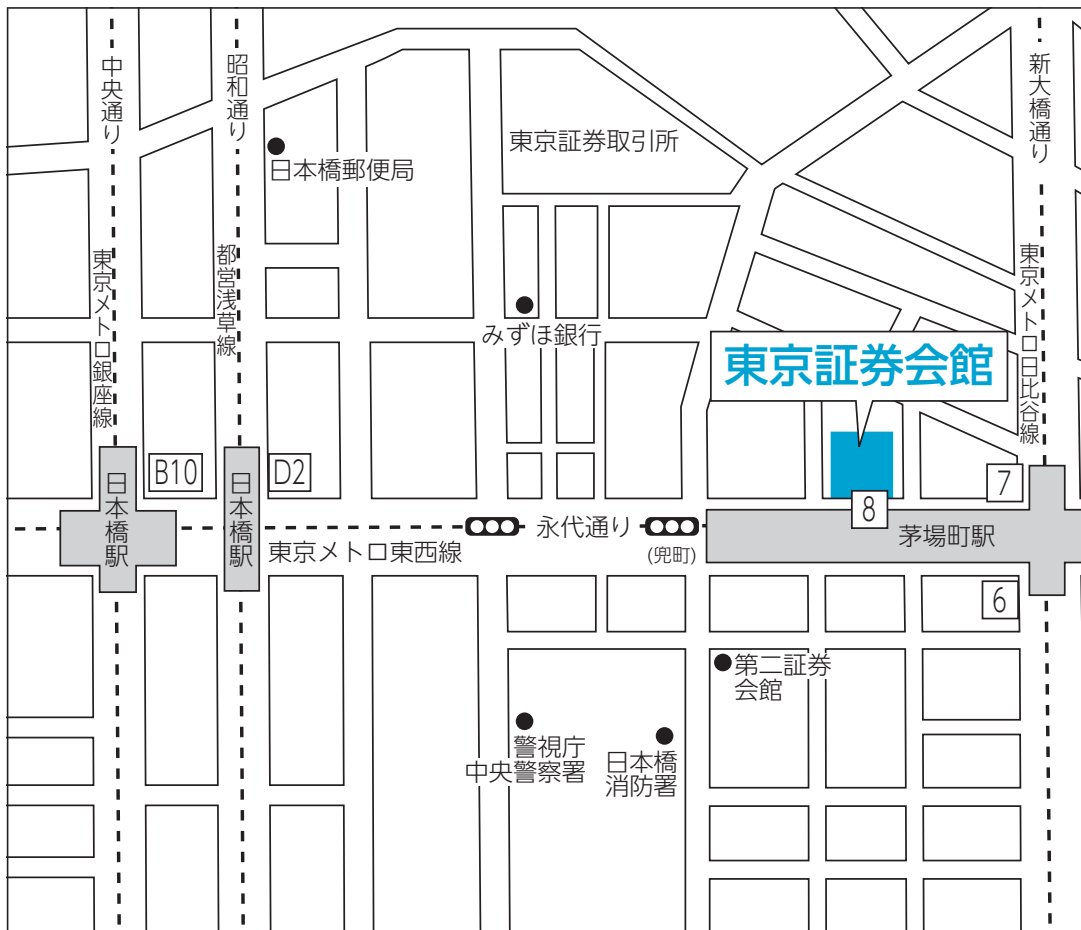 中央通り
昭和通り
新大橋通り
東京証券取引所
日本橋郵便局
東京メトロ銀座線
都営浅草線
東京メトロ日比谷線
みずほ銀行
東京証券会館
B10
D2
7
8
日本橋駅
日本橋駅
永代通り
茅場町駅
東京メトロ東西線
(兜町)
6
第二証券
会館
警視庁
中央警察署
日本橋
消防署